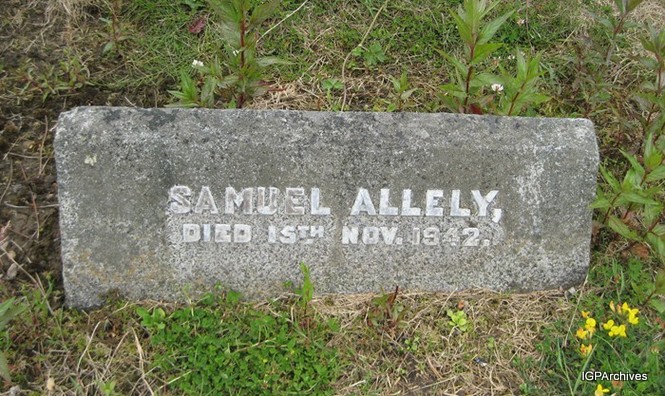 SAMUEL ALLELY,
DIED 15TH NOV. 1942.
IGPArchives